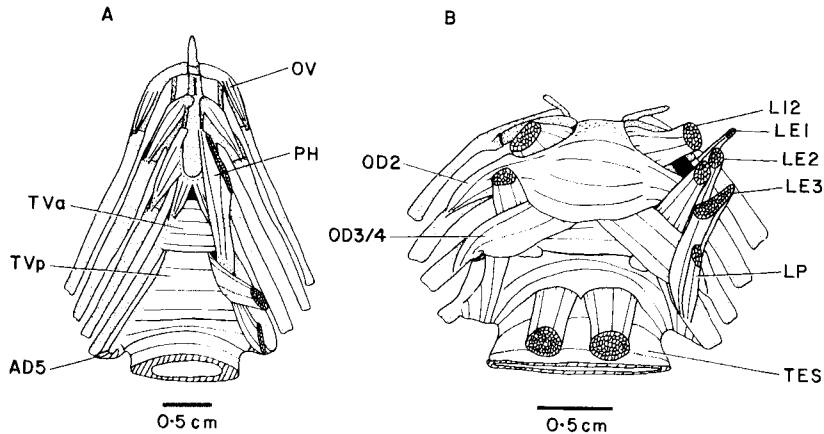 A
OV
PH
TVa
TVp
AD5
0·5 cm
B
LI2
LE1
LE2
LE3
OD2
OD3/4
LP
TES
0·5 cm